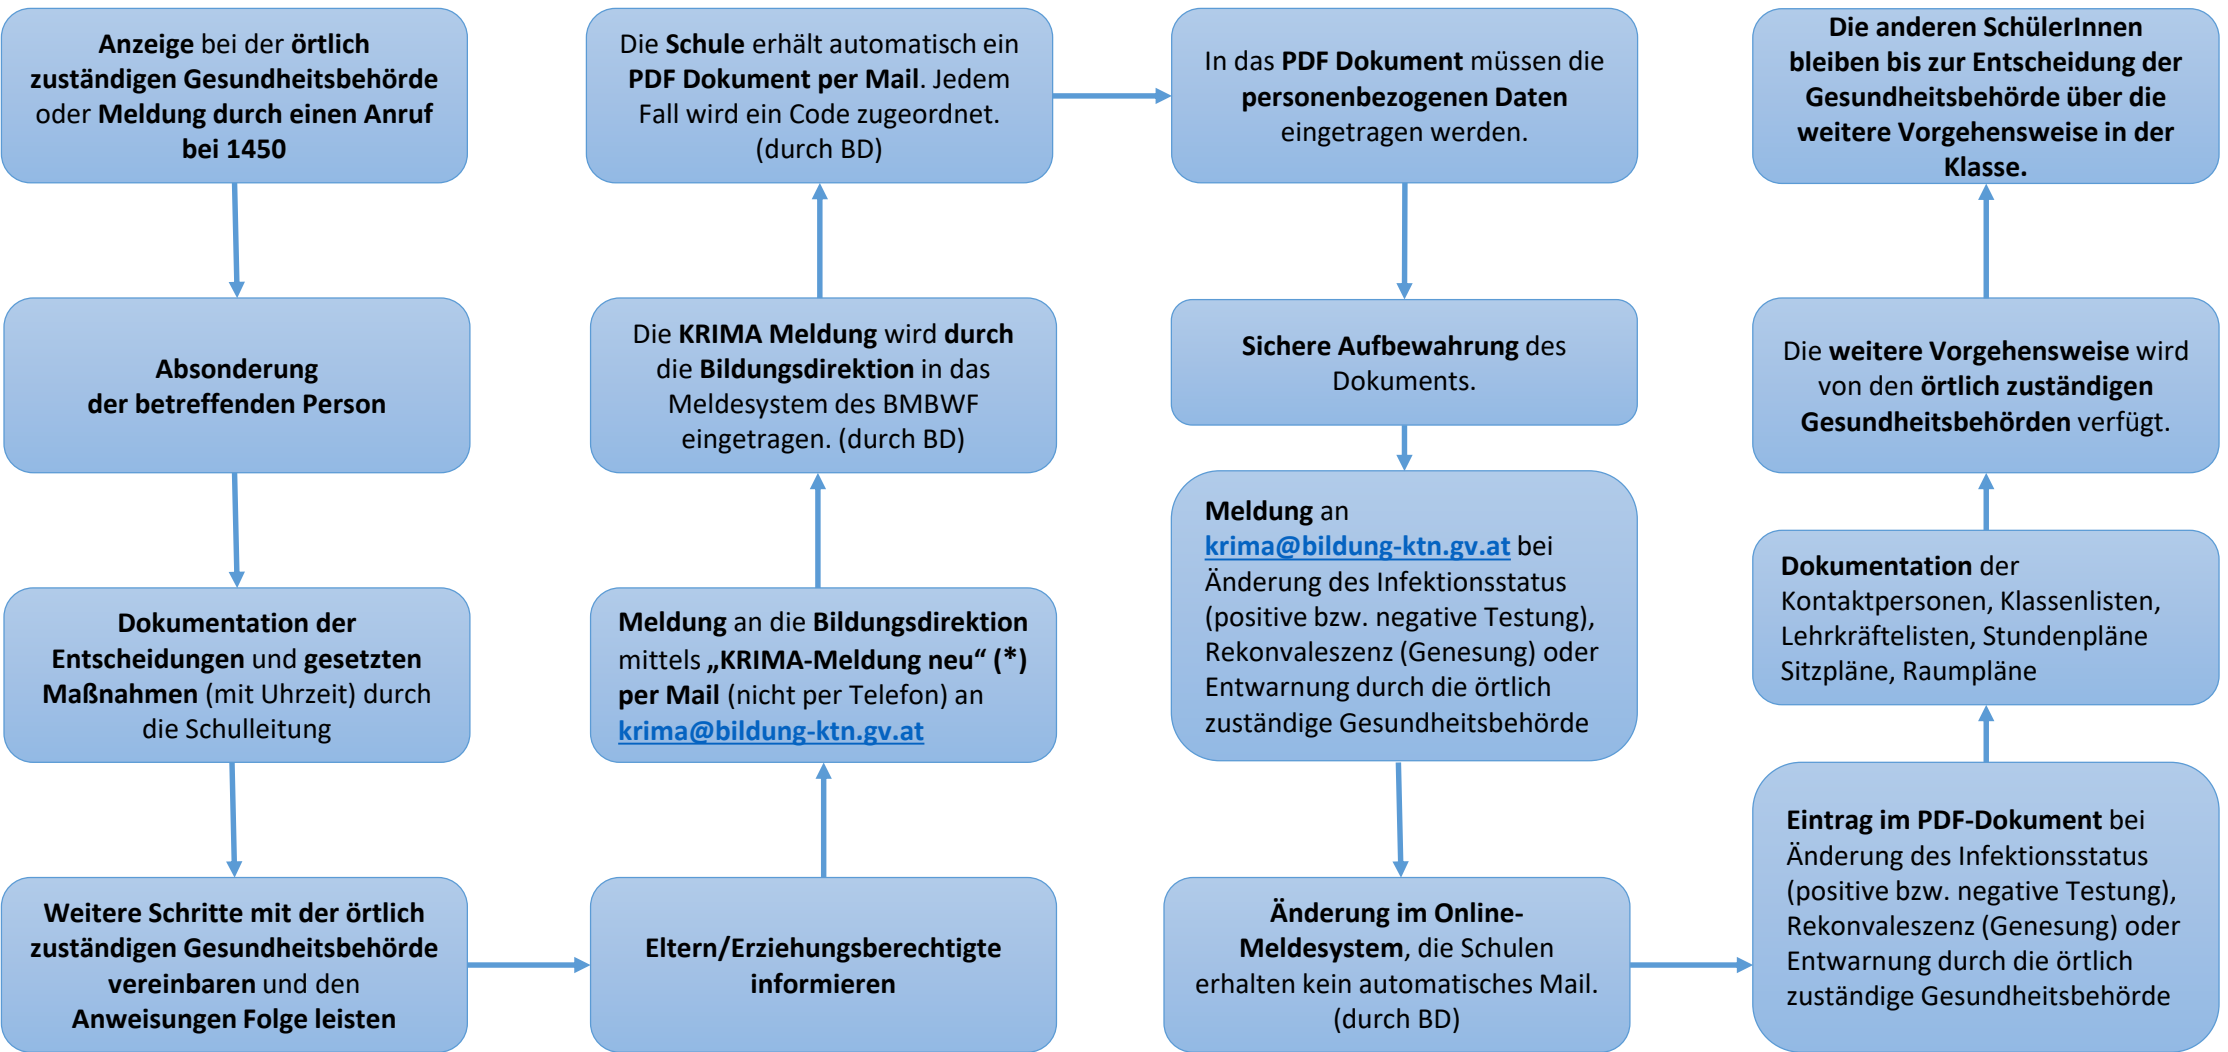 Anzeige bei der örtlich
zuständigen Gesundheitsbehörde
oder Meldung durch einen Anruf
bei 1450
Absonderung
der betreffenden Person
Dokumentation der
Entscheidungen und gesetzten
Maßnahmen (mit Uhrzeit) durch
die Schulleitung
Weitere Schritte mit der örtlich
zuständigen Gesundheitsbehörde
vereinbaren und den
Anweisungen Folge leisten
Eltern/Erziehungsberechtigte
informieren
Meldung an die Bildungsdirektion
mittels „KRIMA-Meldung neu“ (*)
per Mail (nicht per Telefon) an
krima@bildung-ktn.gv.at
Die KRIMA Meldung wird durch
die Bildungsdirektion in das
Meldesystem des BMBWF
eingetragen. (durch BD)
Die Schule erhält automatisch ein
PDF Dokument per Mail. Jedem
Fall wird ein Code zugeordnet.
(durch BD)
In das PDF Dokument müssen die
personenbezogenen Daten
eingetragen werden.
Sichere Aufbewahrung des
Dokuments.
Meldung an
krima@bildung-ktn.gv.at bei
Änderung des Infektionsstatus
(positive bzw. negative Testung),
Rekonvaleszenz (Genesung) oder
Entwarnung durch die örtlich
zuständige Gesundheitsbehörde
Änderung im Online-
Meldesystem, die Schulen
erhalten kein automatisches Mail.
(durch BD)
Eintrag im PDF-Dokument bei
Änderung des Infektionsstatus
(positive bzw. negative Testung),
Rekonvaleszenz (Genesung) oder
Entwarnung durch die örtlich
zuständige Gesundheitsbehörde
Dokumentation der
Kontaktpersonen, Klassenlisten,
Lehrkräftelisten, Stundenpläne
Sitzpläne, Raumpläne
Die weitere Vorgehensweise wird
von den örtlich zuständigen
Gesundheitsbehörden verfügt.
Die anderen SchülerInnen
bleiben bis zur Entscheidung der
Gesundheitsbehörde über die
weitere Vorgehensweise in der
Klasse.